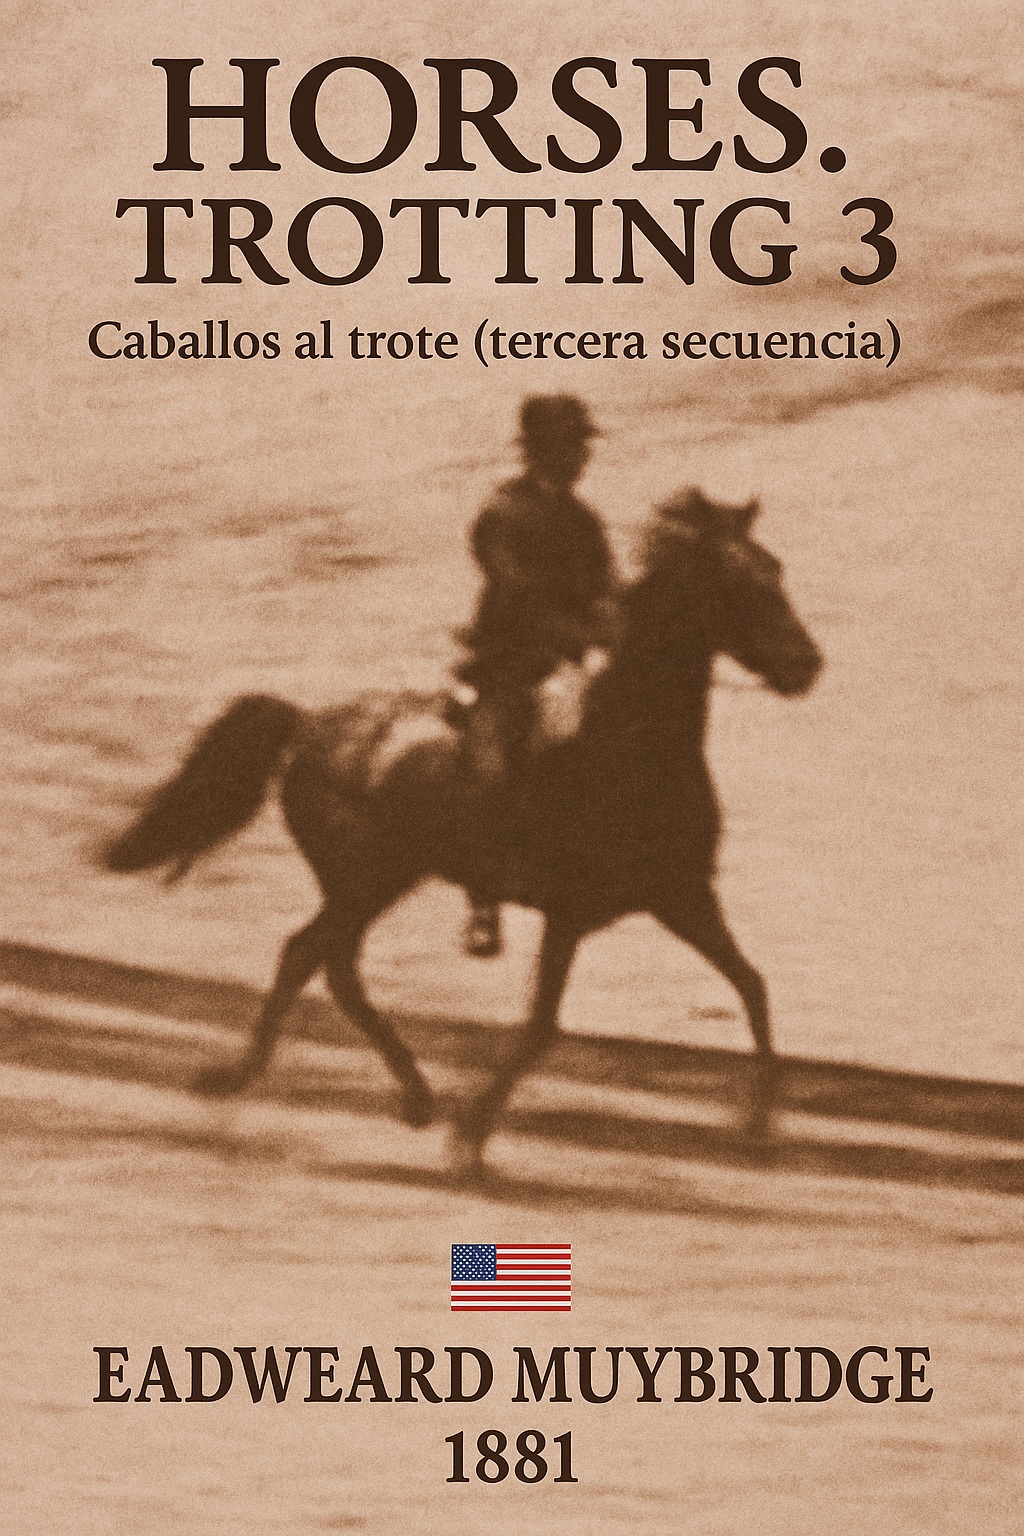 HORSES.
TROTTING 3
Caballos al trote (tercera secuencia)
EADWEARD MUYBRIDGE
1881